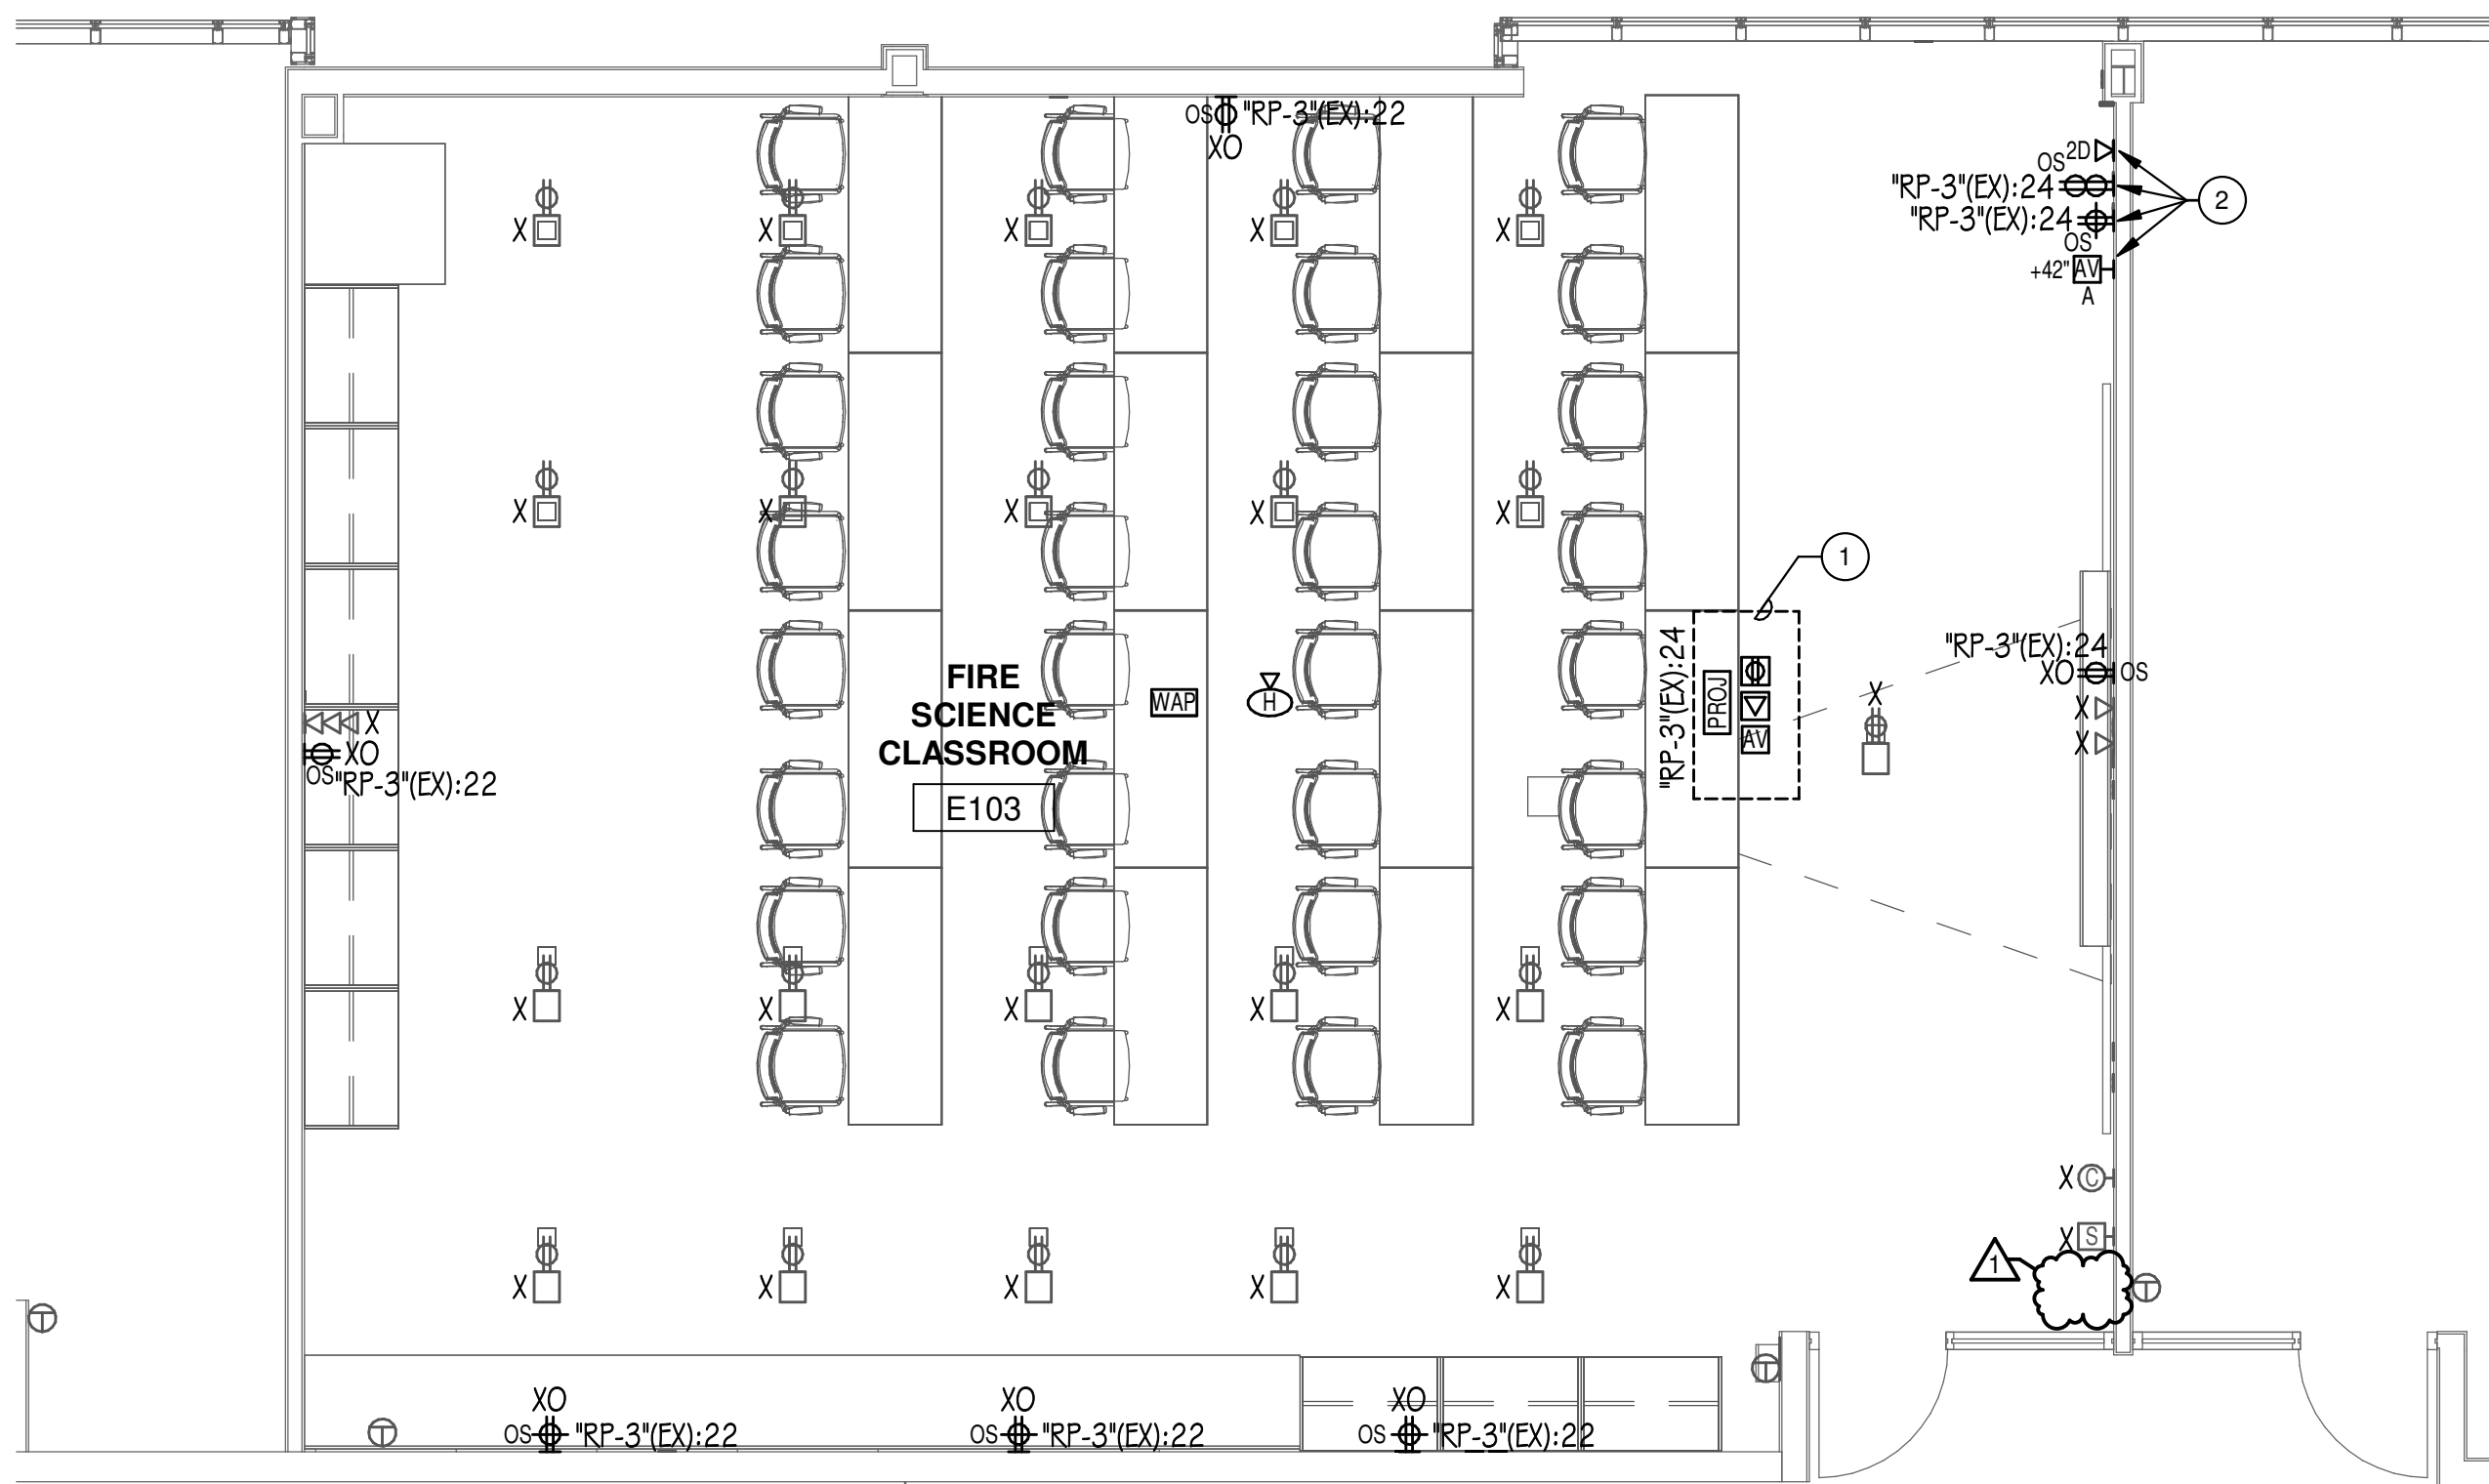 OS "RP-3"(EX):22
XO
2D
OS
"RP-3"(EX):24
2
"RP-3"(EX):24
OS
+42" AV
A
X X X X X
X X X X X
1
"RP-3"(EX):24
PROJ
AV
FIRE
SCIENCE
CLASSROOM
E103
WAP
H
X
"RP-3"(EX):24
XO OS
X
X
X
XO
OS "RP-3"(EX):22
X X X X X
X C
X S
1
X X X X X
XO XO XO
OS "RP-3"(EX):22 OS "RP-3"(EX):22 OS "RP-3"(EX):22